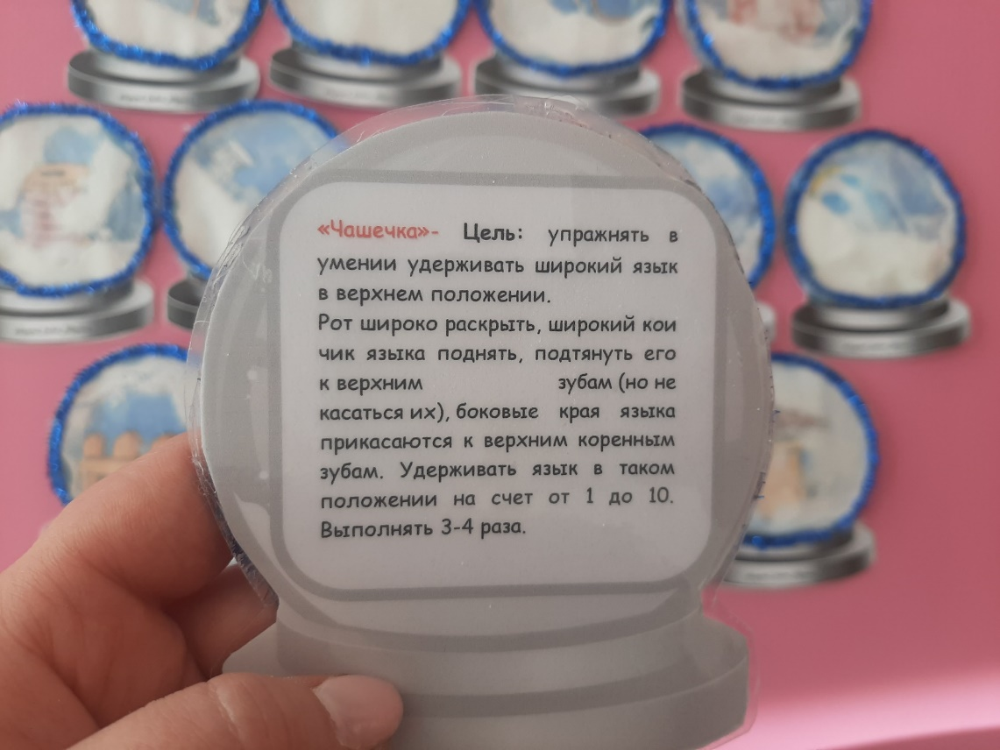 «Чашечка»- Цель: упражнять в
умении удерживать широкий язык
в верхнем положении.
Рот широко раскрыть, широкий кои
чик языка поднять, подтянуть его
к верхним зубам (но не
касаться их), боковые края языка
прикасаются к верхним коренным
зубам. Удерживать язык в таком
положении на счет от 1 до 10.
Выполнять 3-4 раза.